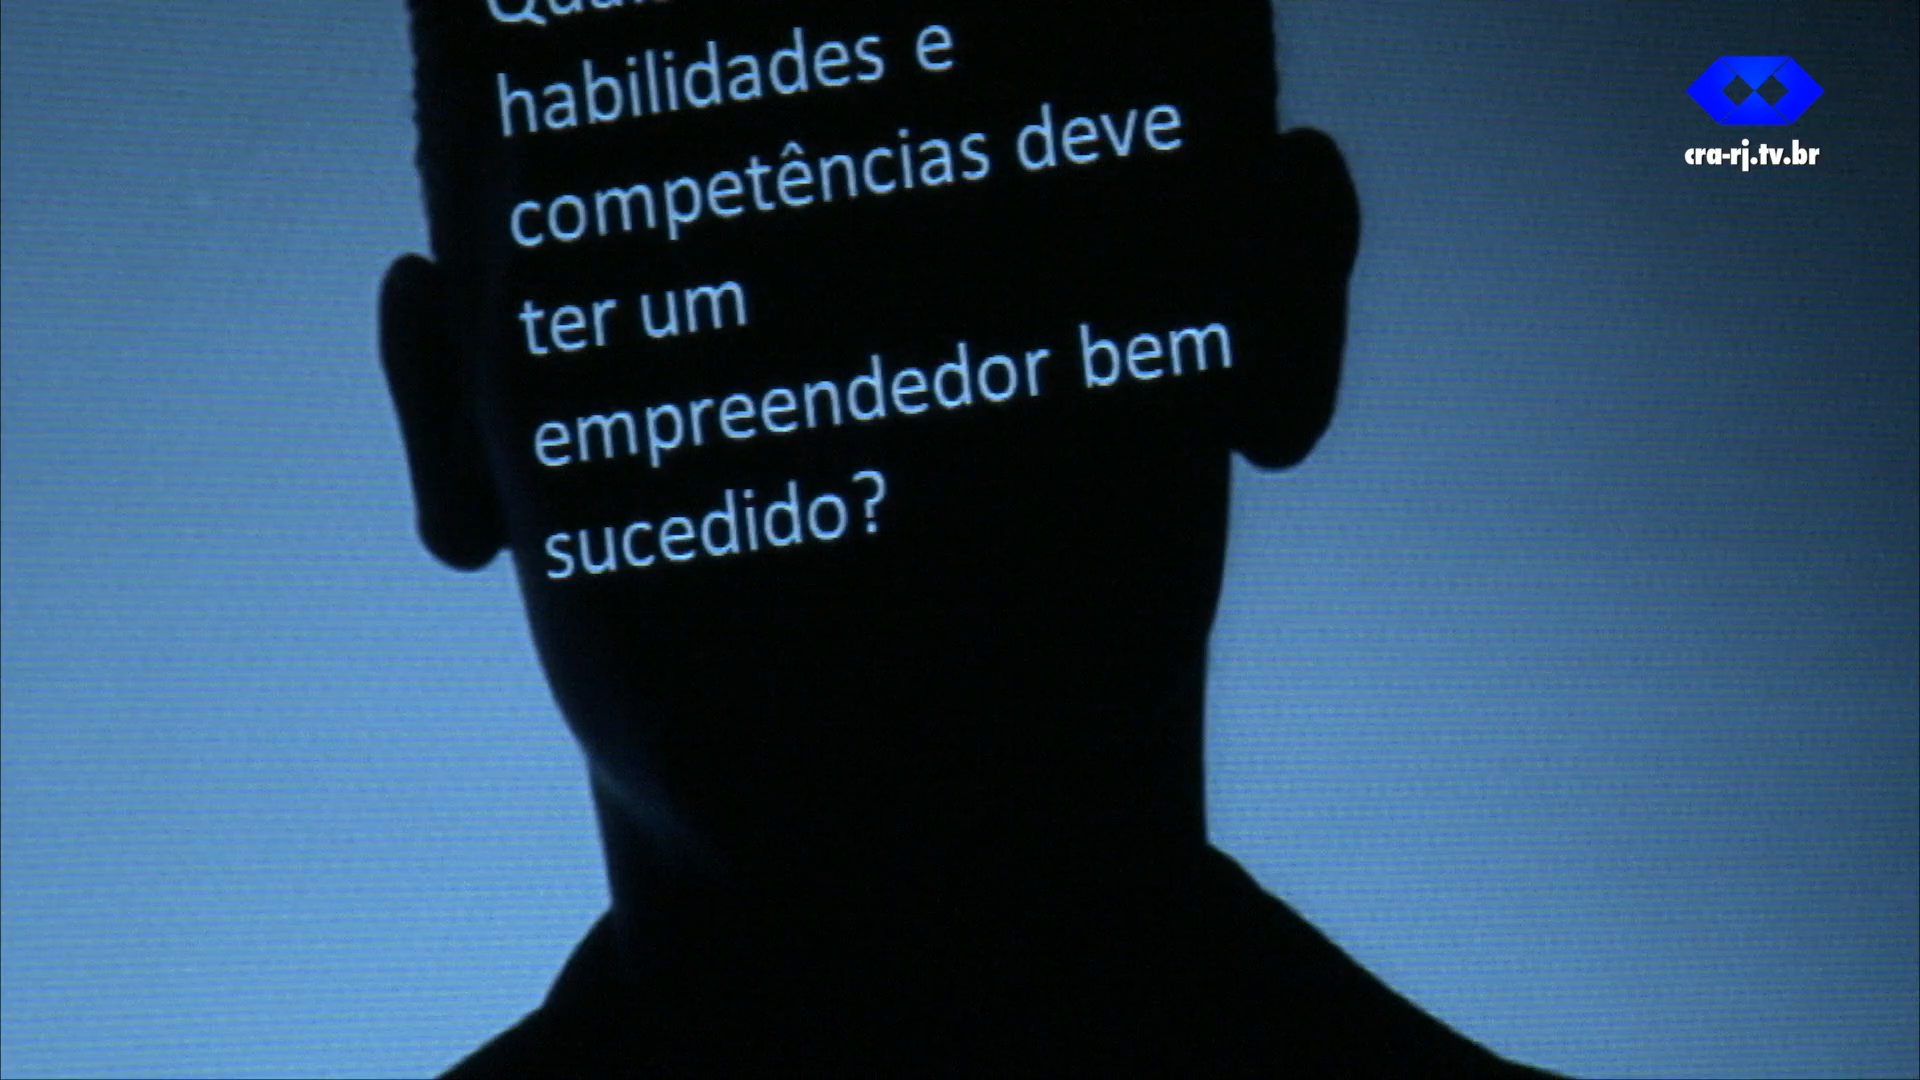 habilidades e
competências deve
ter um
empreendedor bem
sucedido?
cra-rj.tv.br